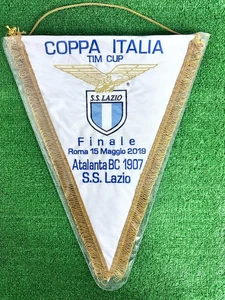 COPPA ITALIA
TIM CUP
S.S. LAZIO
Finale
Roma 15 Maggio 2019
Atalanta BC 1907
S.S. Lazio